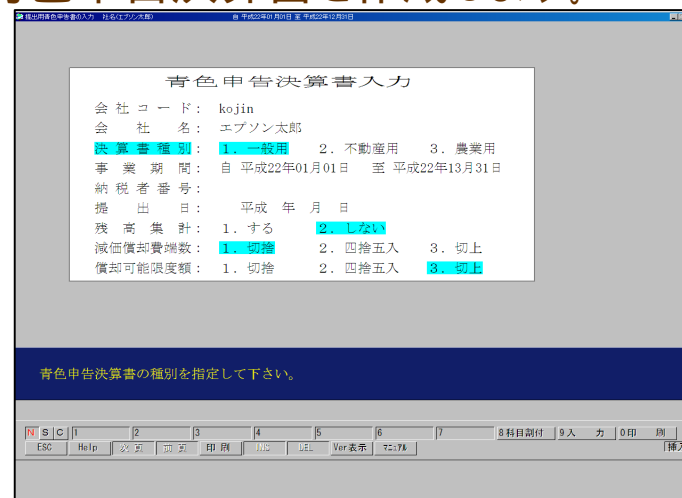 青色申告決算書を作成します。
提出用青色申告書の入力 社名(エプソン太郎) 自 平成22年01月01日 至 平成22年12月31日
青色申告決算書入力
会社コード： kojin
会社名： エプソン太郎
決算書種別： 1．一般用 2．不動産用 3．農業用
事業期間： 自 平成22年01月01日 至 平成22年13月31日
納税者番号：
提出日： 平成 年 月 日
残高集計： 1．する 2．しない
減価償却費端数： 1．切捨 2．四捨五入 3．切上
償却可能限度額： 1．切捨 2．四捨五入 3．切上
青色申告決算書の種別を指定して下さい。
N S C 1 2 3 4 5 6 7 8科目割付 9入 力 0印 刷
ESC Help 次頁 前頁 印刷 INS DEL Ver表示 マニュアル 挿入